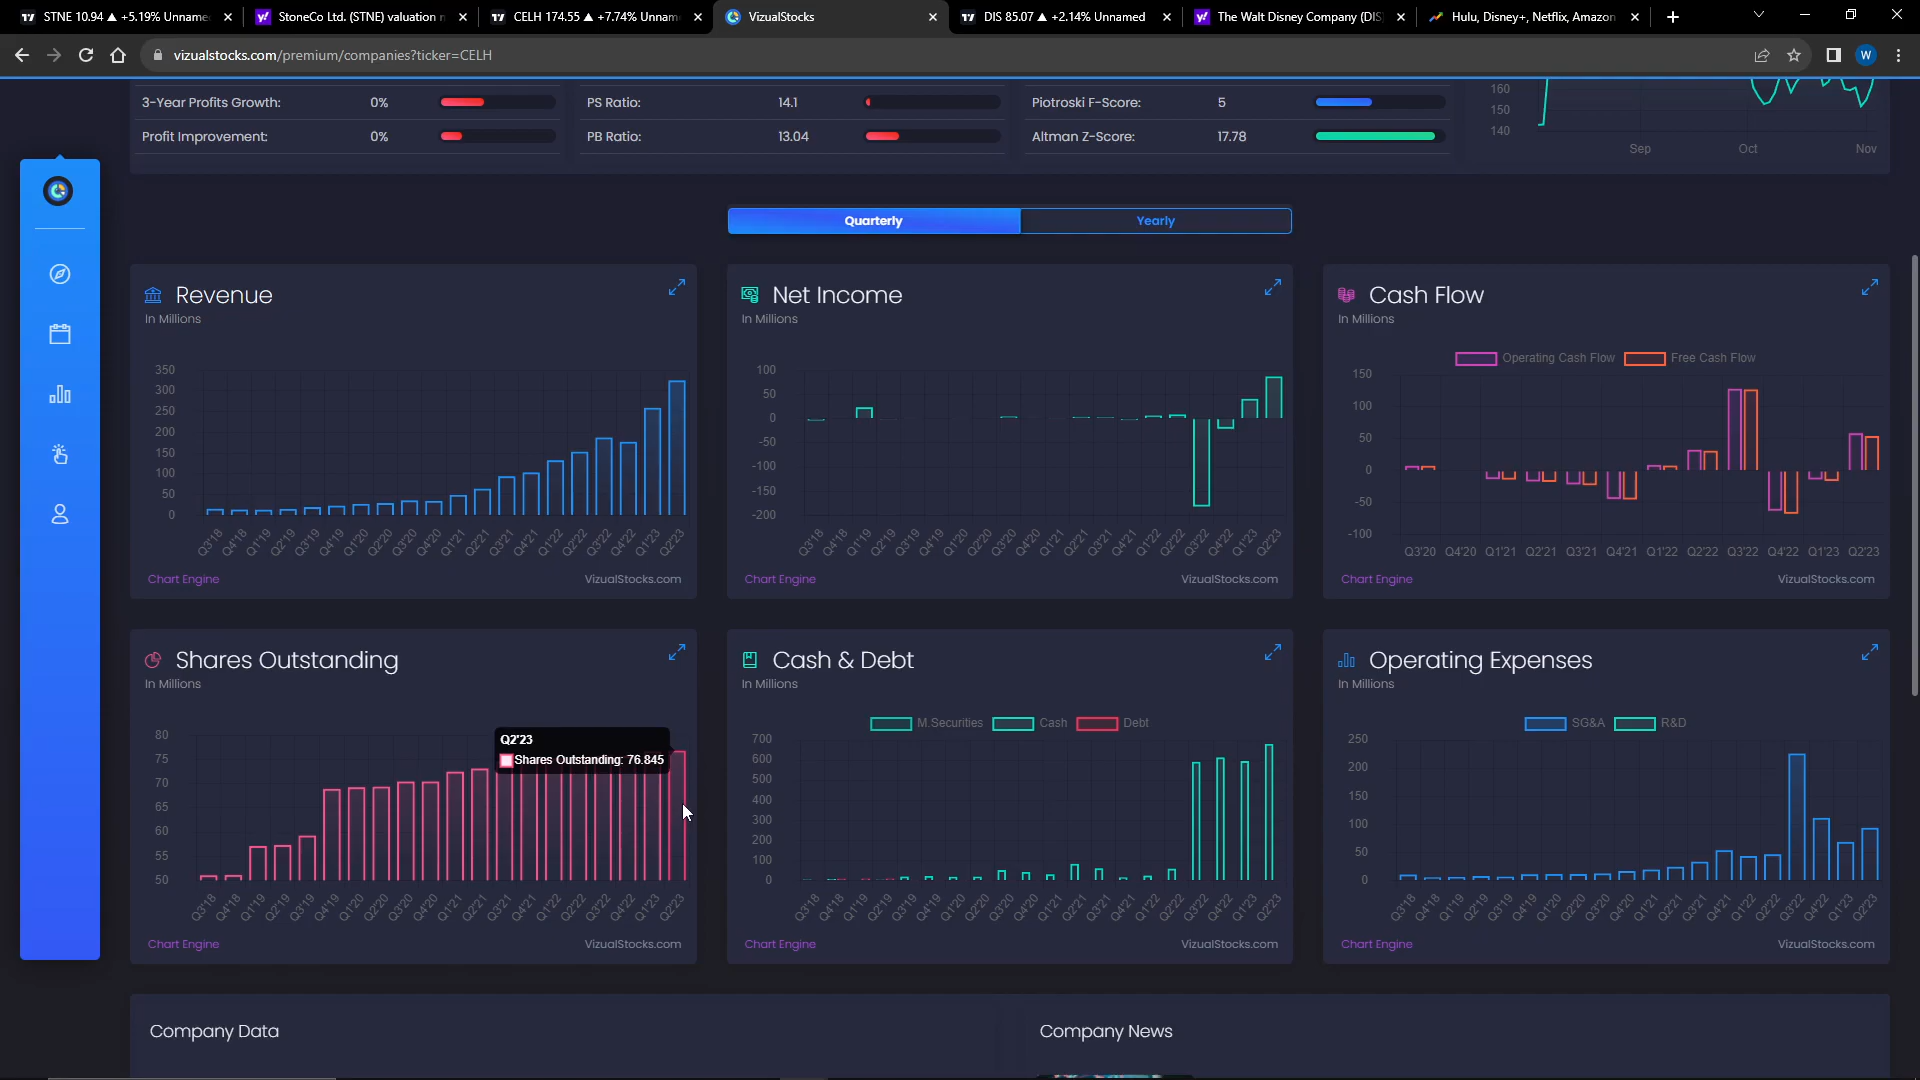 STNE 10.94 ▲ +5.19% Unname
StoneCo Ltd. (STNE) valuation
CELH 174.55 ▲ +7.74% Unnam
VizualStocks
DIS 85.07 ▲ +2.14% Unnamed
The Walt Disney Company (DIS
Hulu, Disney+, Netflix, Amazon
vizualstocks.com/premium/companies?ticker=CELH
W
3-Year Profits Growth: 0%
PS Ratio: 14.1
Piotroski F-Score: 5
Profit Improvement: 0%
PB Ratio: 13.04
Altman Z-Score: 17.78
160
150
140
Sep Oct Nov
Quarterly Yearly
Revenue
In Millions
350
300
250
200
150
100
50
0
Q3'18 Q4'18 Q1'19 Q2'19 Q3'19 Q4'19 Q1'20 Q2'20 Q3'20 Q4'20 Q1'21 Q2'21 Q3'21 Q4'21 Q1'22 Q2'22 Q3'22 Q4'22 Q1'23 Q2'23
Chart Engine VizualStocks.com
Net Income
In Millions
100
50
0
-50
-100
-150
-200
Q3'18 Q4'18 Q1'19 Q2'19 Q3'19 Q4'19 Q1'20 Q2'20 Q3'20 Q4'20 Q1'21 Q2'21 Q3'21 Q4'21 Q1'22 Q2'22 Q3'22 Q4'22 Q1'23 Q2'23
Chart Engine VizualStocks.com
Cash Flow
In Millions
Operating Cash Flow Free Cash Flow
150
100
50
0
-50
-100
Q3'20 Q4'20 Q1'21 Q2'21 Q3'21 Q4'21 Q1'22 Q2'22 Q3'22 Q4'22 Q1'23 Q2'23
Chart Engine VizualStocks.com
Shares Outstanding
In Millions
Q2'23
Shares Outstanding: 76.845
80
75
70
65
60
55
50
Q3'18 Q4'18 Q1'19 Q2'19 Q3'19 Q4'19 Q1'20 Q2'20 Q3'20 Q4'20 Q1'21 Q2'21 Q3'21 Q4'21 Q1'22 Q2'22 Q3'22 Q4'22 Q1'23 Q2'23
Chart Engine VizualStocks.com
Cash & Debt
In Millions
M.Securities Cash Debt
700
600
500
400
300
200
100
0
Q3'18 Q4'18 Q1'19 Q2'19 Q3'19 Q4'19 Q1'20 Q2'20 Q3'20 Q4'20 Q1'21 Q2'21 Q3'21 Q4'21 Q1'22 Q2'22 Q3'22 Q4'22 Q1'23 Q2'23
Chart Engine VizualStocks.com
Operating Expenses
In Millions
SG&A R&D
250
200
150
100
50
0
Q3'18 Q4'18 Q1'19 Q2'19 Q3'19 Q4'19 Q1'20 Q2'20 Q3'20 Q4'20 Q1'21 Q2'21 Q3'21 Q4'21 Q1'22 Q2'22 Q3'22 Q4'22 Q1'23 Q2'23
Chart Engine VizualStocks.com
Company Data
Company News